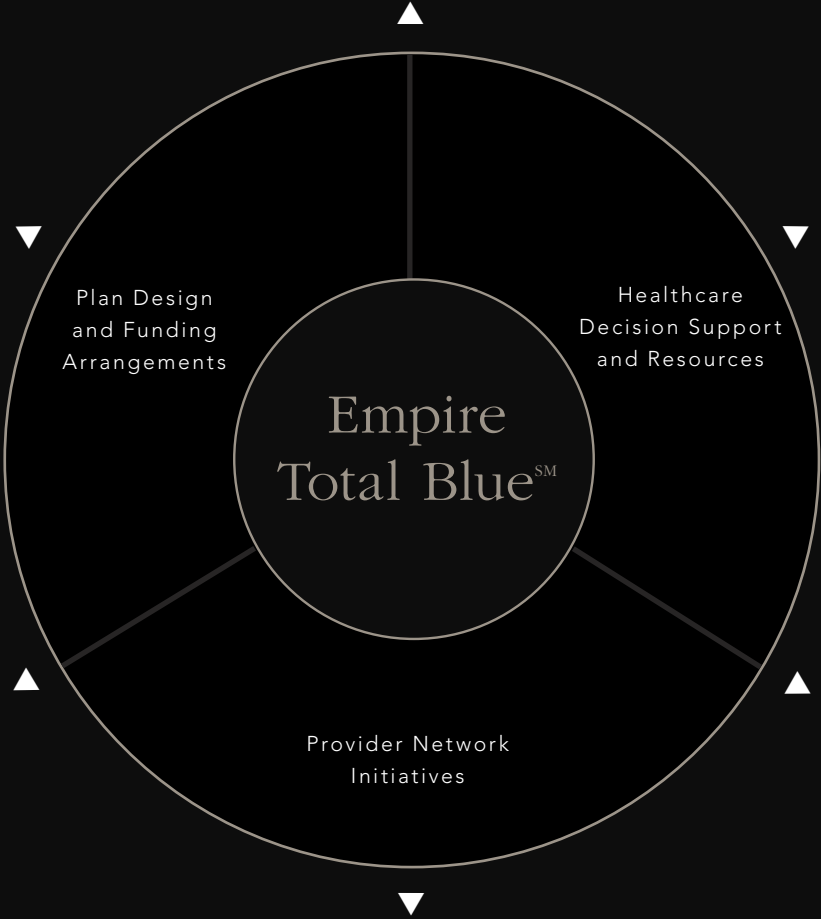 Plan Design
and Funding
Arrangements
Healthcare
Decision Support
and Resources
Empire
Total Blue℠
Provider Network
Initiatives